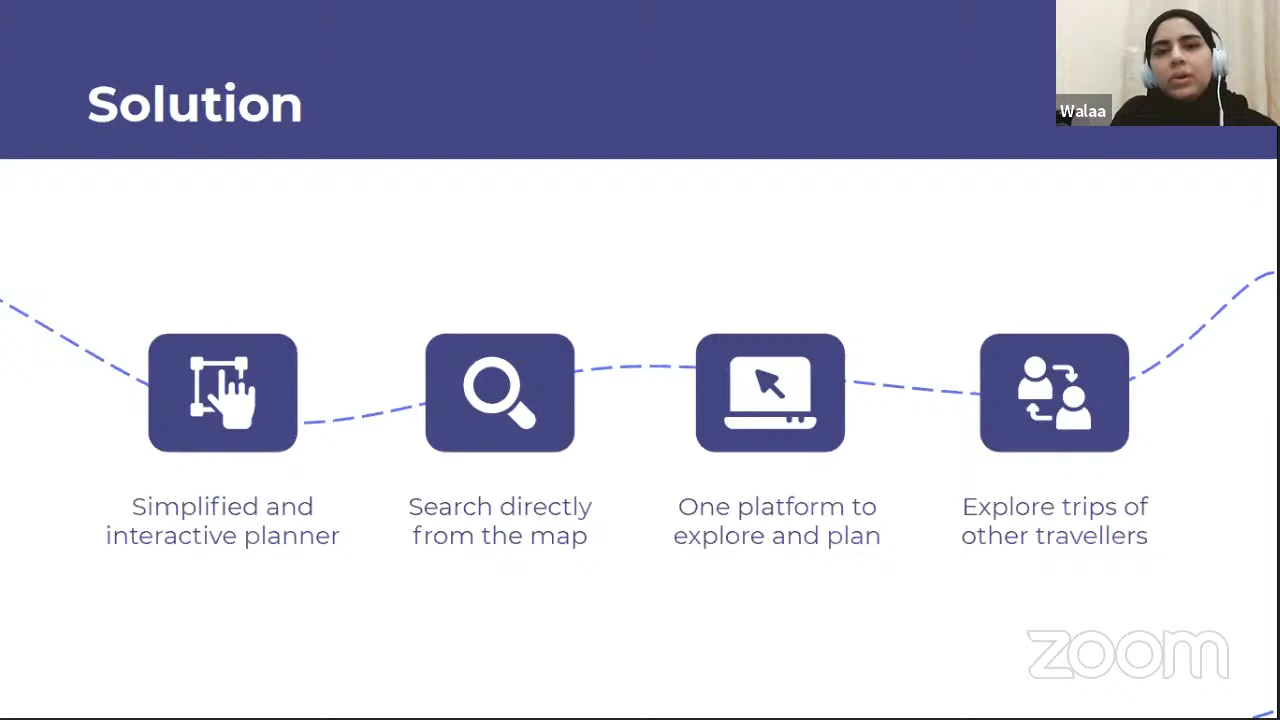 Solution
Walaa
Simplified and
interactive planner
Search directly
from the map
One platform to
explore and plan
Explore trips of
other travellers
zoom